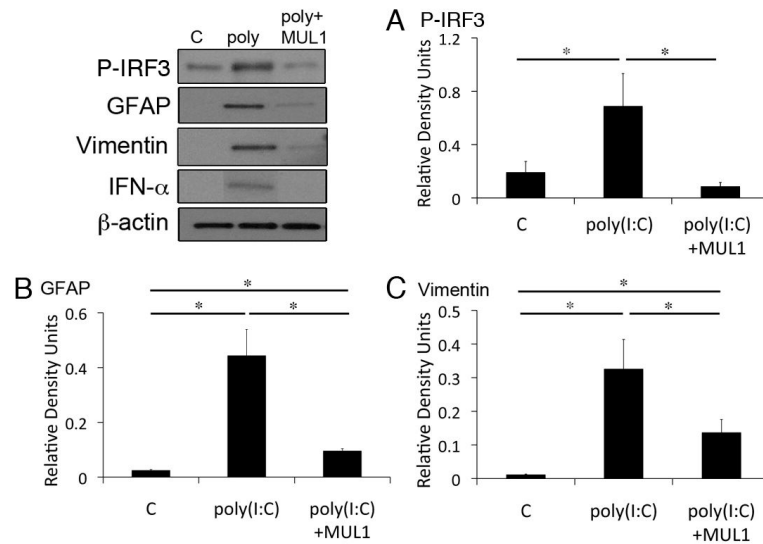 poly+
C poly MUL1
P-IRF3
GFAP
Vimentin
IFN-α
β-actin
A P-IRF3
Relative Density Units
1.2
0.8
0.4
0
* *
C poly(I:C) poly(I:C)
+MUL1
B GFAP
Relative Density Units
0.6
0.4
0.2
0
*
* *
C poly(I:C) poly(I:C)
+MUL1
C Vimentin
Relative Density Units
0.5
0.4
0.3
0.2
0.1
0
*
* *
C poly(I:C) poly(I:C)
+MUL1